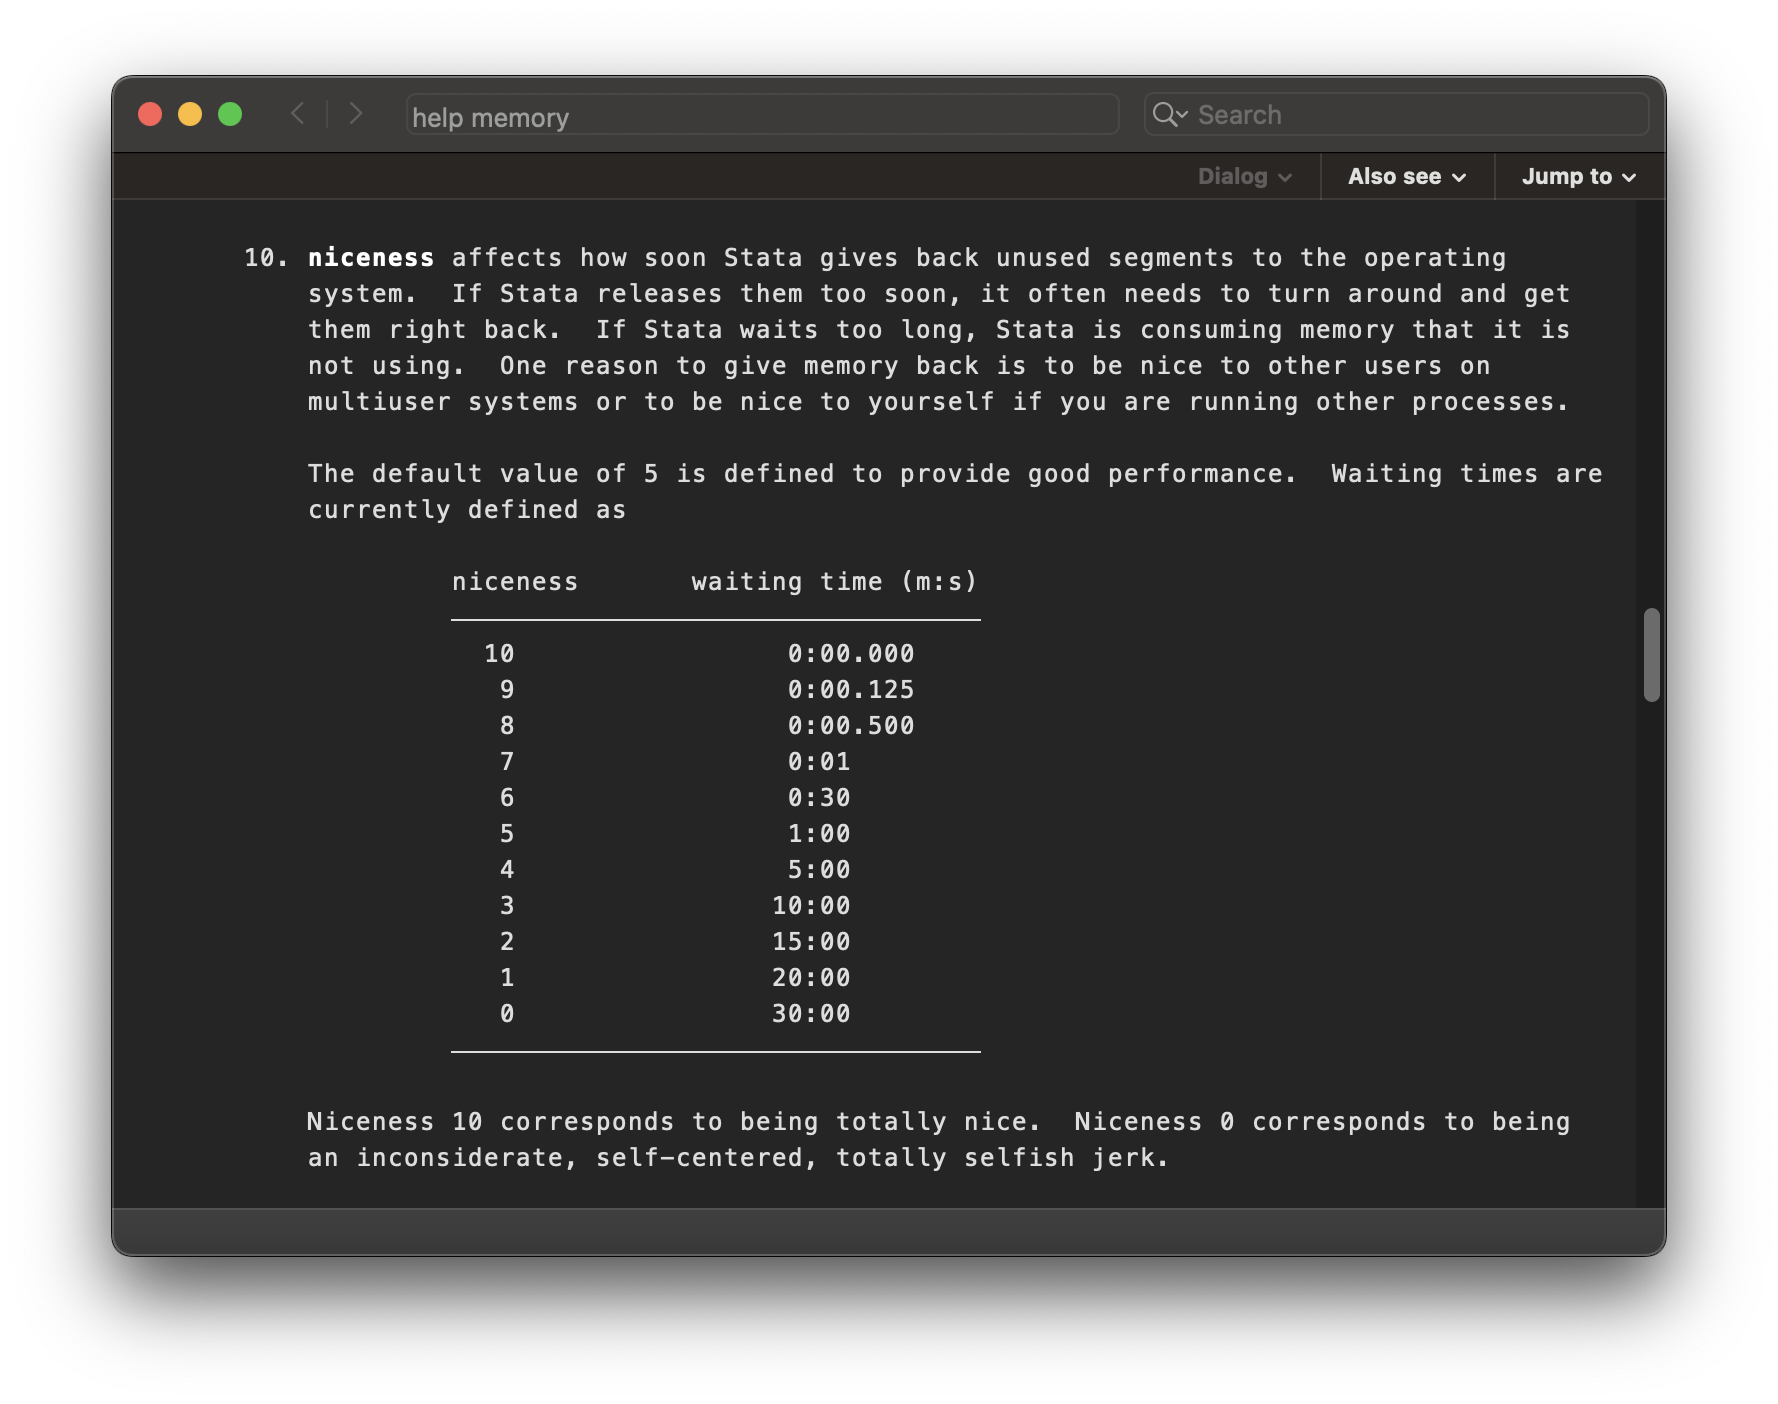 help memory
Search
Dialog
Also see
Jump to
10. niceness affects how soon Stata gives back unused segments to the operating
system.  If Stata releases them too soon, it often needs to turn around and get
them right back.  If Stata waits too long, Stata is consuming memory that it is
not using.  One reason to give memory back is to be nice to other users on
multiuser systems or to be nice to yourself if you are running other processes.
The default value of 5 is defined to provide good performance.  Waiting times are
currently defined as
niceness       waiting time (m:s)
10                 0:00.000
9                 0:00.125
8                 0:00.500
7                 0:01
6                 0:30
5                 1:00
4                 5:00
3                10:00
2                15:00
1                20:00
0                30:00
Niceness 10 corresponds to being totally nice.  Niceness 0 corresponds to being
an inconsiderate, self-centered, totally selfish jerk.